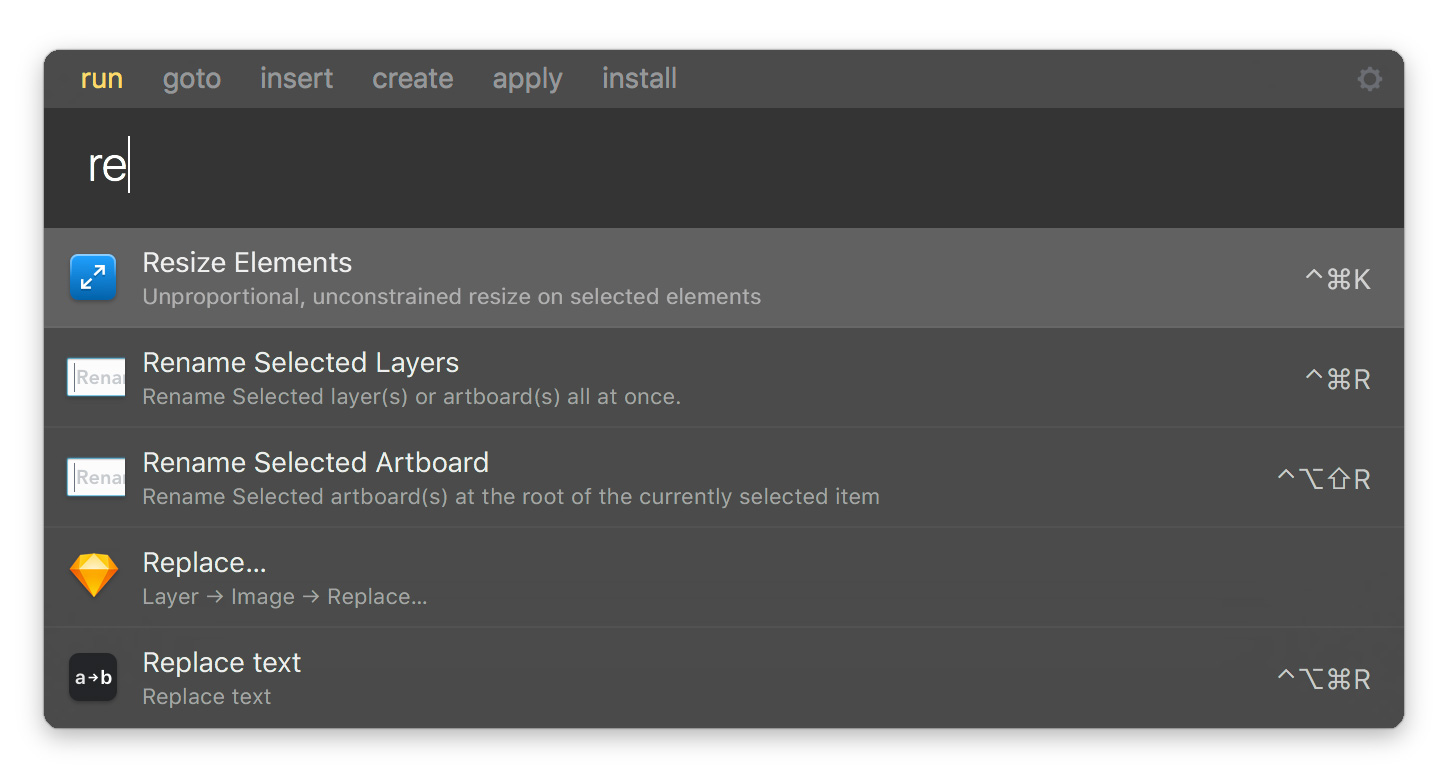 run goto insert create apply install
re
Resize Elements
Unproportional, unconstrained resize on selected elements
^⌘K
Rena
Rename Selected Layers
Rename Selected layer(s) or artboard(s) all at once.
^⌘R
Rena
Rename Selected Artboard
Rename Selected artboard(s) at the root of the currently selected item
^⌥⇧R
Replace...
Layer → Image → Replace...
a→b
Replace text
Replace text
^⌥⌘R